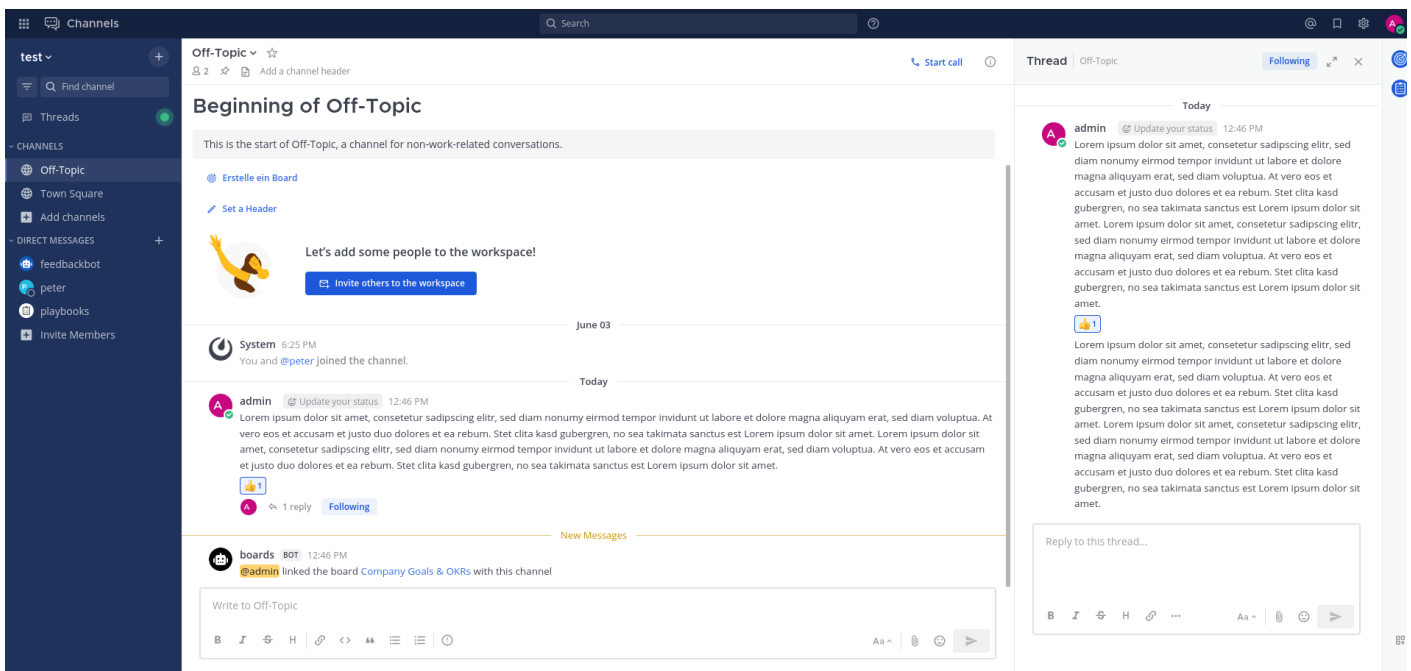 Channels
Search
test
Find channel
Threads
CHANNELS
Off-Topic
Town Square
Add channels
DIRECT MESSAGES
feedbackbot
peter
playbooks
Invite Members
Off-Topic
2 Add a channel header
Start call
Beginning of Off-Topic
This is the start of Off-Topic, a channel for non-work-related conversations.
Erstelle ein Board
Set a Header
Let's add some people to the workspace!
Invite others to the workspace
June 03
System 6:25 PM
You and @peter joined the channel.
Today
A admin Update your status 12:46 PM
Lorem ipsum dolor sit amet, consetetur sadipscing elitr, sed diam nonumy eirmod tempor invidunt ut labore et dolore magna aliquyam erat, sed diam voluptua. At
vero eos et accusam et justo duo dolores et ea rebum. Stet clita kasd gubergren, no sea takimata sanctus est Lorem ipsum dolor sit amet. Lorem ipsum dolor sit
amet, consetetur sadipscing elitr, sed diam nonumy eirmod tempor invidunt ut labore et dolore magna aliquyam erat, sed diam voluptua. At vero eos et accusam
et justo duo dolores et ea rebum. Stet clita kasd gubergren, no sea takimata sanctus est Lorem ipsum dolor sit amet.
👍 1
A 1 reply Following
New Messages
boards BOT 12:46 PM
@admin linked the board Company Goals & OKRs with this channel
Write to Off-Topic
B I S H Aa
Thread Off-Topic Following
Today
A admin Update your status 12:46 PM
Lorem ipsum dolor sit amet, consetetur sadipscing elitr, sed
diam nonumy eirmod tempor invidunt ut labore et dolore
magna aliquyam erat, sed diam voluptua. At vero eos et
accusam et justo duo dolores et ea rebum. Stet clita kasd
gubergren, no sea takimata sanctus est Lorem ipsum dolor sit
amet. Lorem ipsum dolor sit amet, consetetur sadipscing elitr,
sed diam nonumy eirmod tempor invidunt ut labore et dolore
magna aliquyam erat, sed diam voluptua. At vero eos et
accusam et justo duo dolores et ea rebum. Stet clita kasd
gubergren, no sea takimata sanctus est Lorem ipsum dolor sit
amet.
👍 1
Lorem ipsum dolor sit amet, consetetur sadipscing elitr, sed
diam nonumy eirmod tempor invidunt ut labore et dolore
magna aliquyam erat, sed diam voluptua. At vero eos et
accusam et justo duo dolores et ea rebum. Stet clita kasd
gubergren, no sea takimata sanctus est Lorem ipsum dolor sit
amet. Lorem ipsum dolor sit amet, consetetur sadipscing elitr,
sed diam nonumy eirmod tempor invidunt ut labore et dolore
magna aliquyam erat, sed diam voluptua. At vero eos et
accusam et justo duo dolores et ea rebum. Stet clita kasd
gubergren, no sea takimata sanctus est Lorem ipsum dolor sit
amet.
Reply to this thread...
B I S H Aa